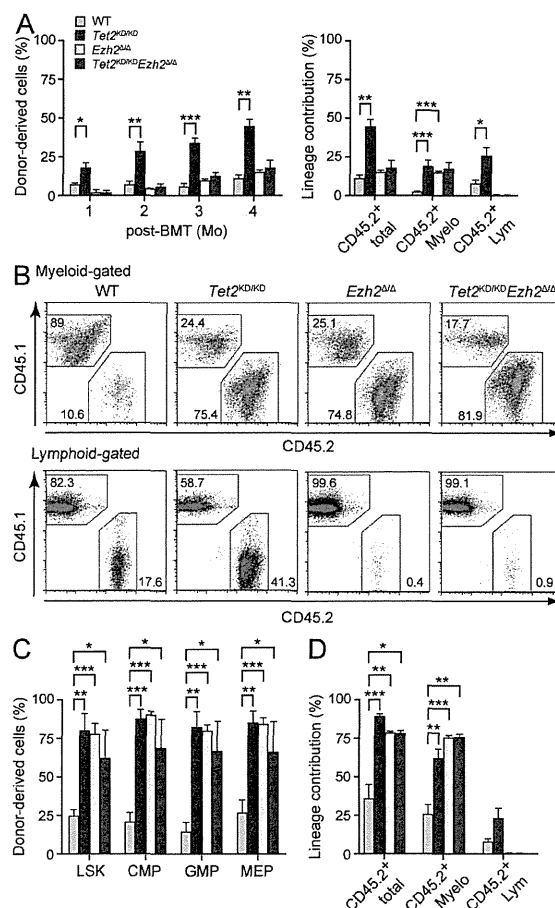 A
WT
Tet2KD/KD
Ezh2Δ/Δ
Tet2KD/KDEzh2Δ/Δ
Donor-derived cells (%)
100
75
50
25
0
* ** *** **
1 2 3 4
post-BMT (Mo)
Lineage contribution (%)
100
75
50
25
0
** *** *** *
CD45.2+ total
CD45.2+ Myelo
CD45.2+ Lym
B Myeloid-gated
WT Tet2KD/KD Ezh2Δ/Δ Tet2KD/KDEzh2Δ/Δ
CD45.1
89 24.4 25.1 17.7
10.6 75.4 74.8 81.9
CD45.2
Lymphoid-gated
CD45.1
82.3 58.7 99.6 99.1
17.6 41.3 0.4 0.9
CD45.2
C
Donor-derived cells (%)
100
75
50
25
0
* * * *
*** *** *** ***
** *** ** **
LSK CMP GMP MEP
D
Lineage contribution (%)
100
75
50
25
0
* ** ***
** *** **
CD45.2+ total
CD45.2+ Myelo
CD45.2+ Lym